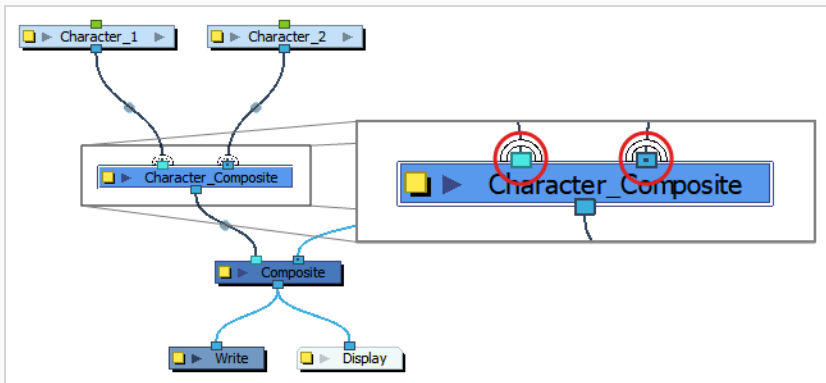 Character_1
Character_2
Character_Composite
Character_Composite
Composite
Write
Display